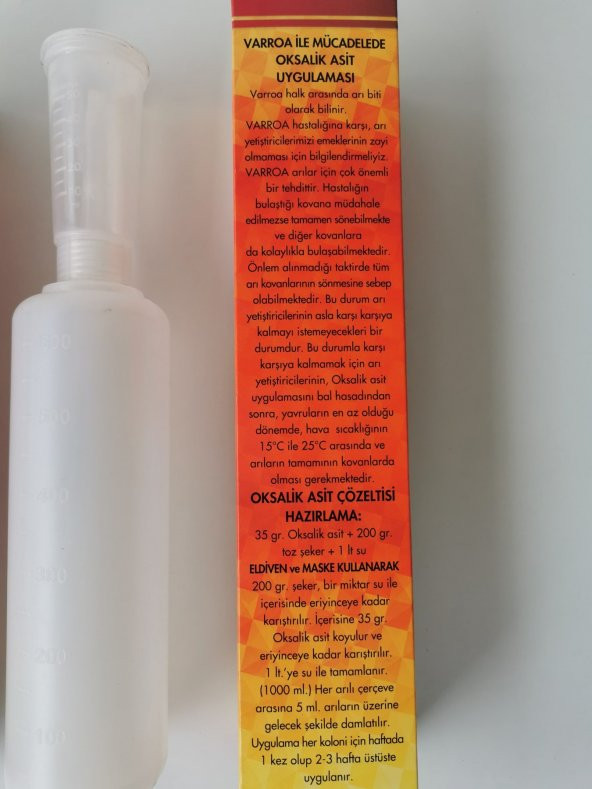 VARROA İLE MÜCADELEDE
OKSALİK ASİT
UYGULAMASI
Varroa halk arasında arı biti
olarak bilinir.
VARROA hastalığına karşı, arı
yetiştiricilerimizi emeklerinin zayi
olmaması için bilgilendirmeliyiz.
VARROA arılar için çok önemli
bir tehdittir. Hastalığın
bulaştığı kovana müdahale
edilmezse tamamen sönebilmekte
ve diğer kovanlara
da kolaylıkla bulaşabilmektedir.
Önlem alınmadığı taktirde tüm
arı kovanlarının sönmesine sebep
olabilmektedir. Bu durum arı
yetiştiricilerinin asla karşı karşıya
kalmayı istemeyecekleri bir
durumdur. Bu durumla karşı
karşıya kalmamak için arı
yetiştiricilerinin, Oksalik asit
uygulamasını bal hasadından
sonra, yavruların en az olduğu
dönemde, hava sıcaklığının
15°C ile 25°C arasında ve
arıların tamamının kovanlarda
olması gerekmektedir.
OKSALİK ASİT ÇÖZELTİSİ
HAZIRLAMA:
35 gr. Oksalik asit + 200 gr.
toz şeker + 1 lt su
ELDİVEN ve MASKE KULLANARAK
200 gr. şeker, bir miktar su ile
içerisinde eriyinceye kadar
karıştırılır. İçerisine 35 gr.
Oksalik asit koyulur ve
eriyinceye kadar karıştırılır.
1 lt.'ye su ile tamamlanır.
(1000 ml.) Her arılı çerçeve
arasına 5 ml. arıların üzerine
gelecek şekilde damlatılır.
Uygulama her koloni için haftada
1 kez olup 2-3 hafta üstüste
uygulanır.